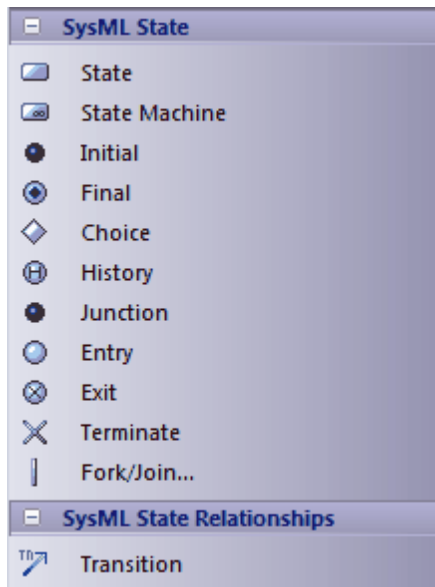 SysML State
State
State Machine
Initial
Final
Choice
History
Junction
Entry
Exit
Terminate
Fork/Join...
SysML State Relationships
Transition